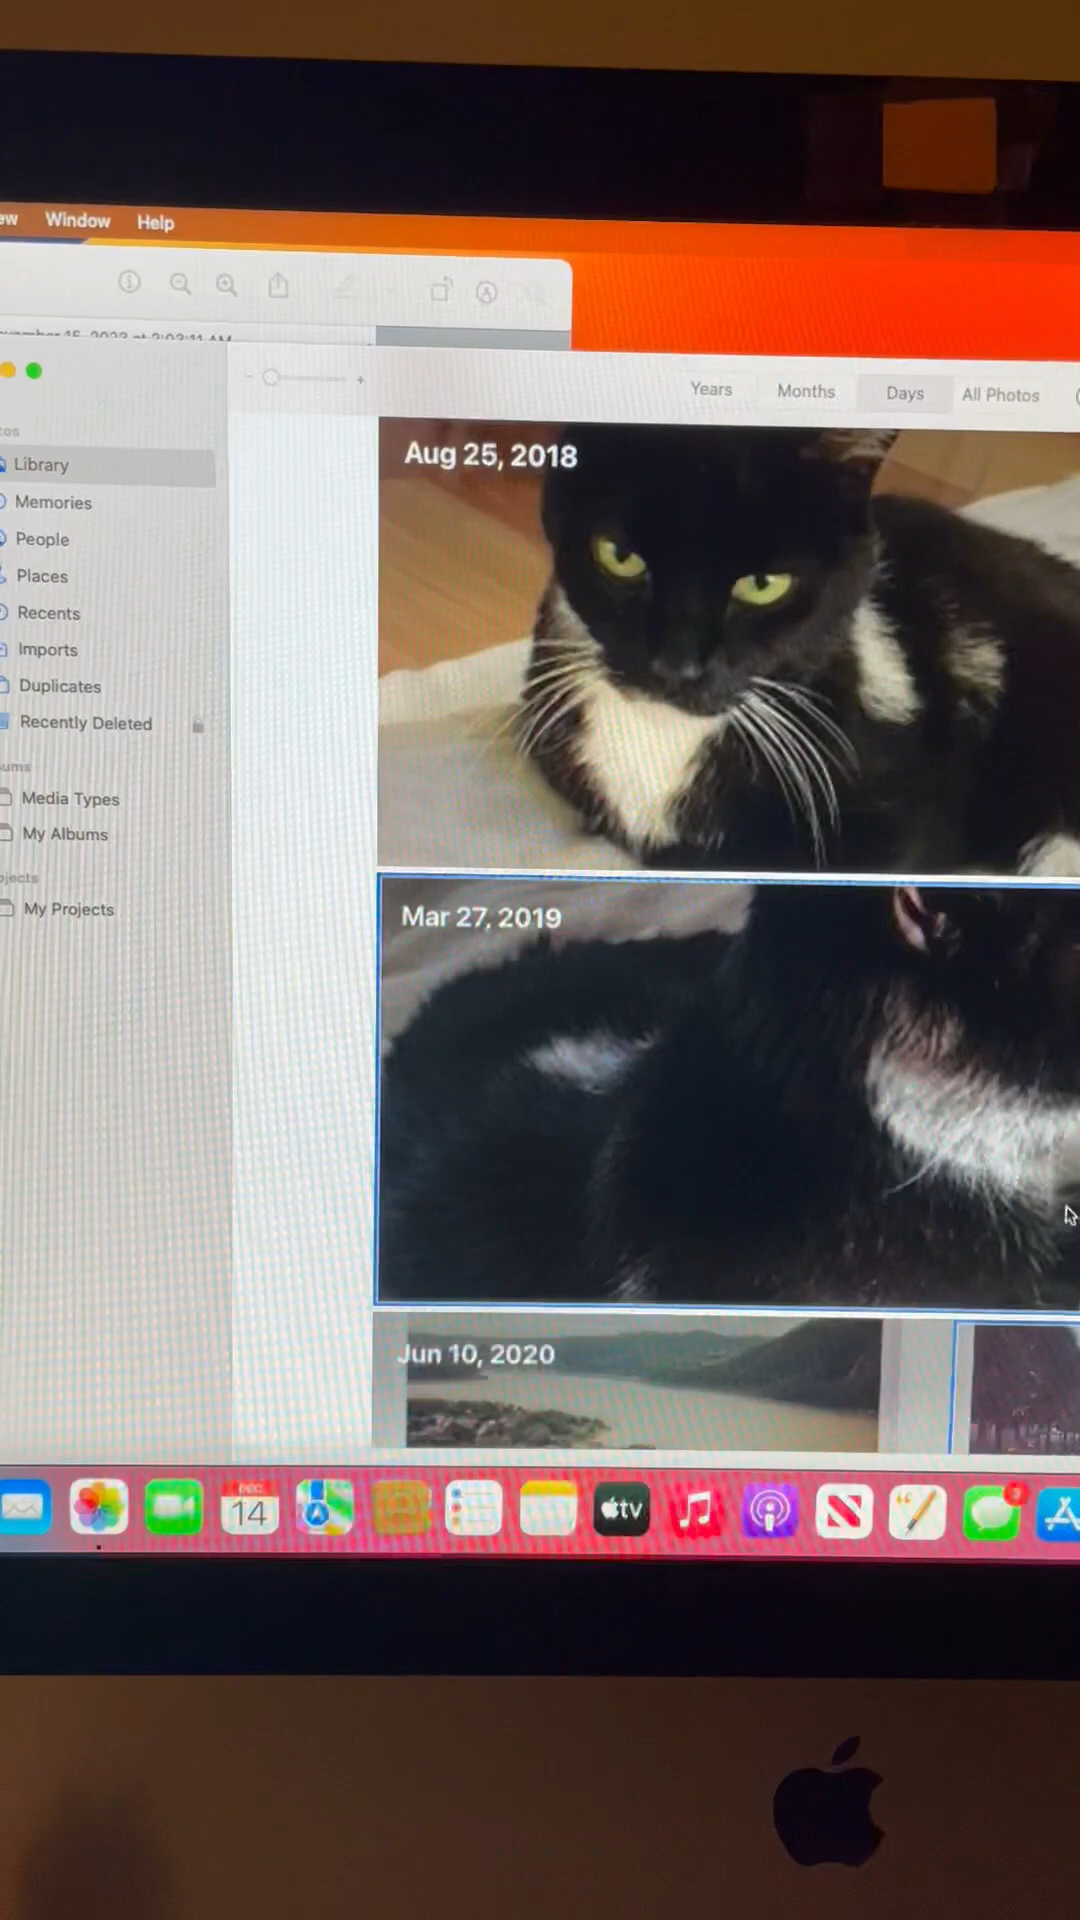 Window Help
Years Months Days All Photos
Library
Memories
People
Places
Recents
Imports
Duplicates
Recently Deleted
Media Types
My Albums
My Projects
Aug 25, 2018
Mar 27, 2019
Jun 10, 2020
DEC
14
tv